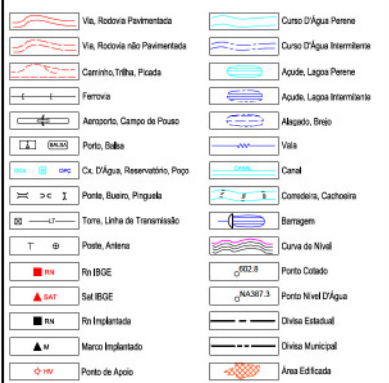 Via, Rodovia Pavimentada
Via, Rodovia não Pavimentada
Caminho,Trilha, Picada
Ferrovia
Aeroporto, Campo de Pouso
BALSA Porto, Balsa
Cx. D'Água, Reservatório, Poço
Ponte, Bueiro, Pinguela
LT Torre, Linha de Transmissão
Poste, Antena
RN Rn IBGE
SAT Sat IBGE
RN Rn Implantada
M Marco Implantado
HV Ponto de Apoio
Curso D'Água Perene
Curso D'Água Intermitente
Açude, Lagoa Perene
Açude, Lagoa Intermitente
Alagado, Brejo
Vala
CANAL Canal
Corredeira, Cachoeira
Barragem
Curva de Nível
602.8 Ponto Cotado
NA387.3 Ponto Nível D'Água
Divisa Estadual
Divisa Municipal
Área Edificada